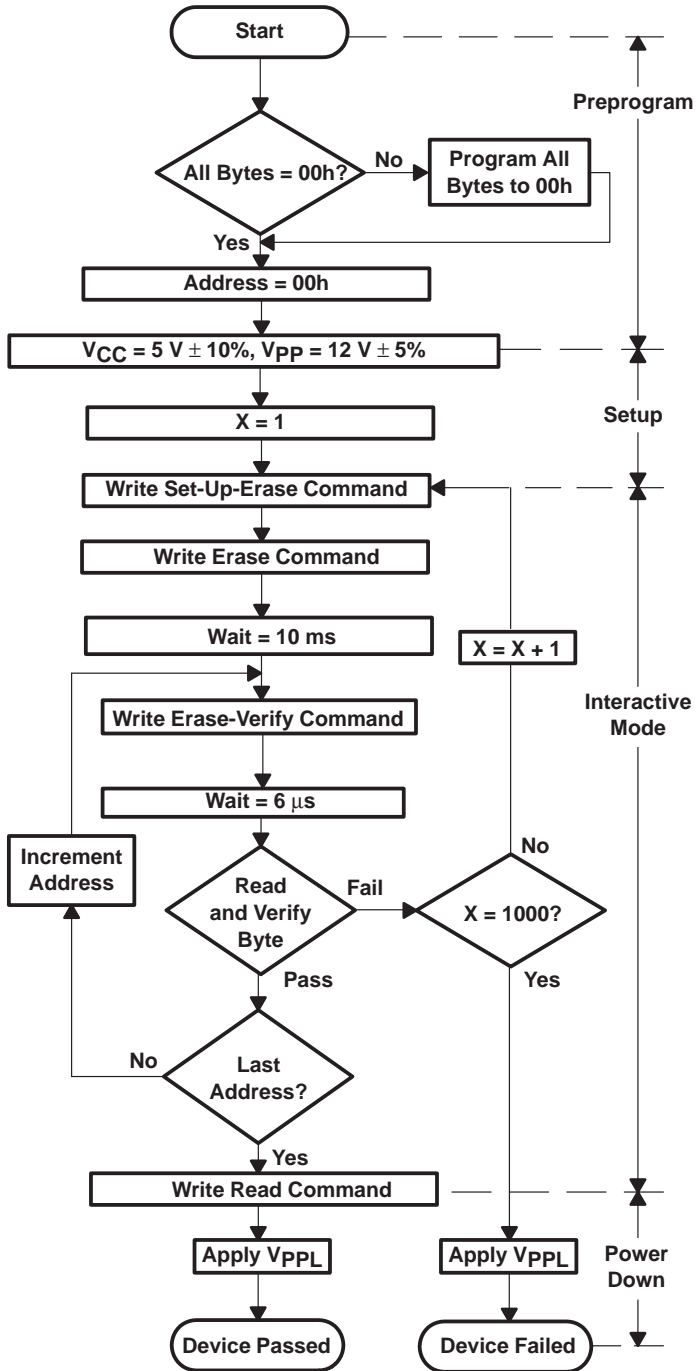 Start
Preprogram
All Bytes = 00h?
No
Program All
Bytes to 00h
Yes
Address = 00h
VCC = 5 V ± 10%, VPP = 12 V ± 5%
Setup
X = 1
Write Set-Up-Erase Command
Write Erase Command
Wait = 10 ms
X = X + 1
Interactive
Mode
Write Erase-Verify Command
Wait = 6 μs
Increment
Address
Read
and Verify
Byte
Fail
No
X = 1000?
Pass
Yes
No
Last
Address?
Yes
Write Read Command
Apply VPPL
Apply VPPL
Power
Down
Device Passed
Device Failed